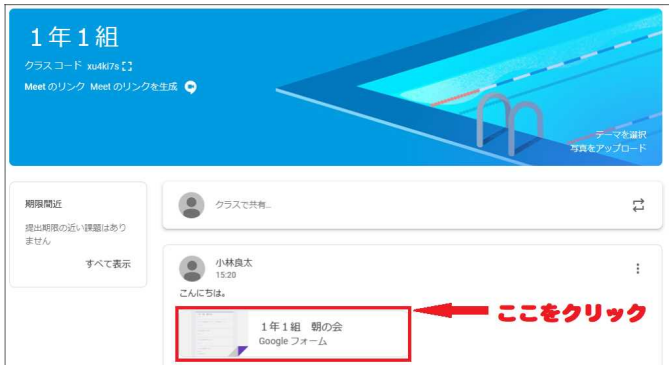 1年1組
クラスコード xu4ki7s
Meet のリンク Meet のリンクを生成
テーマを選択
写真をアップロード
期限間近
提出期限の近い課題はあり
ません
すべて表示
クラスで共有...
小林良太
15:20
こんにちは。
1年1組 朝の会
Google フォーム
ここをクリック